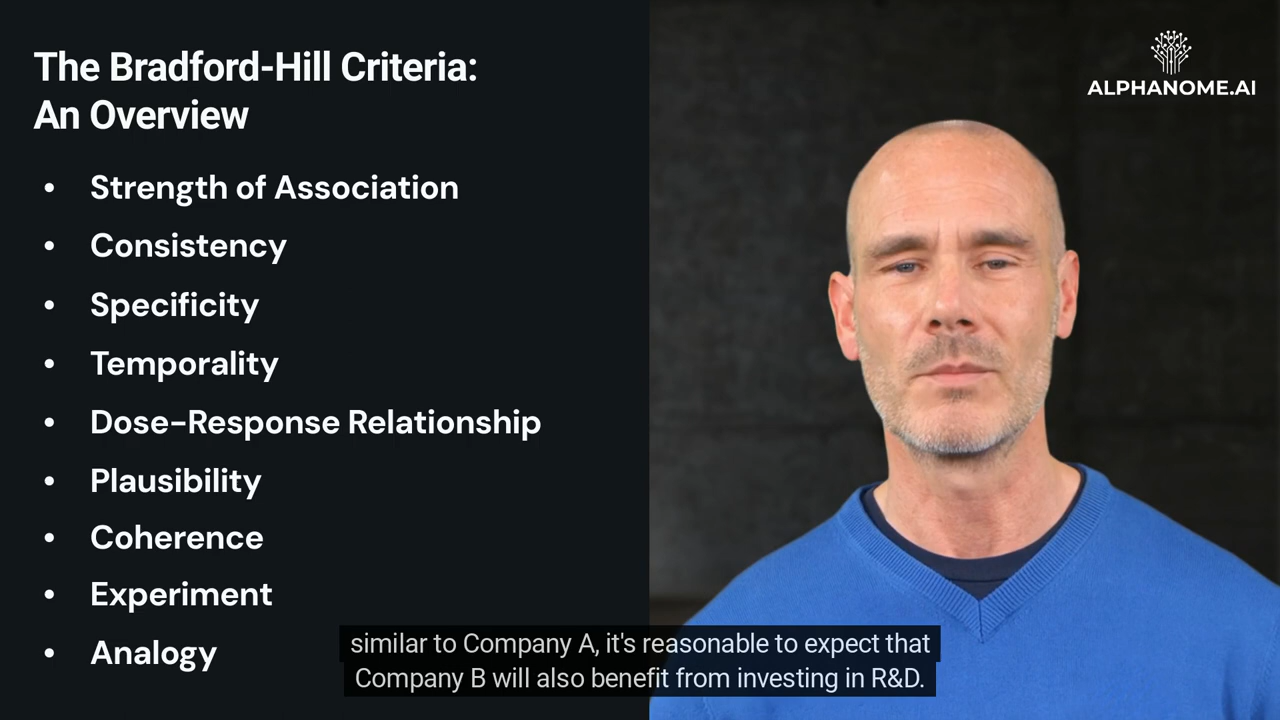 The Bradford-Hill Criteria:
An Overview
• Strength of Association
• Consistency
• Specificity
• Temporality
• Dose-Response Relationship
• Plausibility
• Coherence
• Experiment
• Analogy
ALPHANOME.AI
similar to Company A, it's reasonable to expect that
Company B will also benefit from investing in R&D.